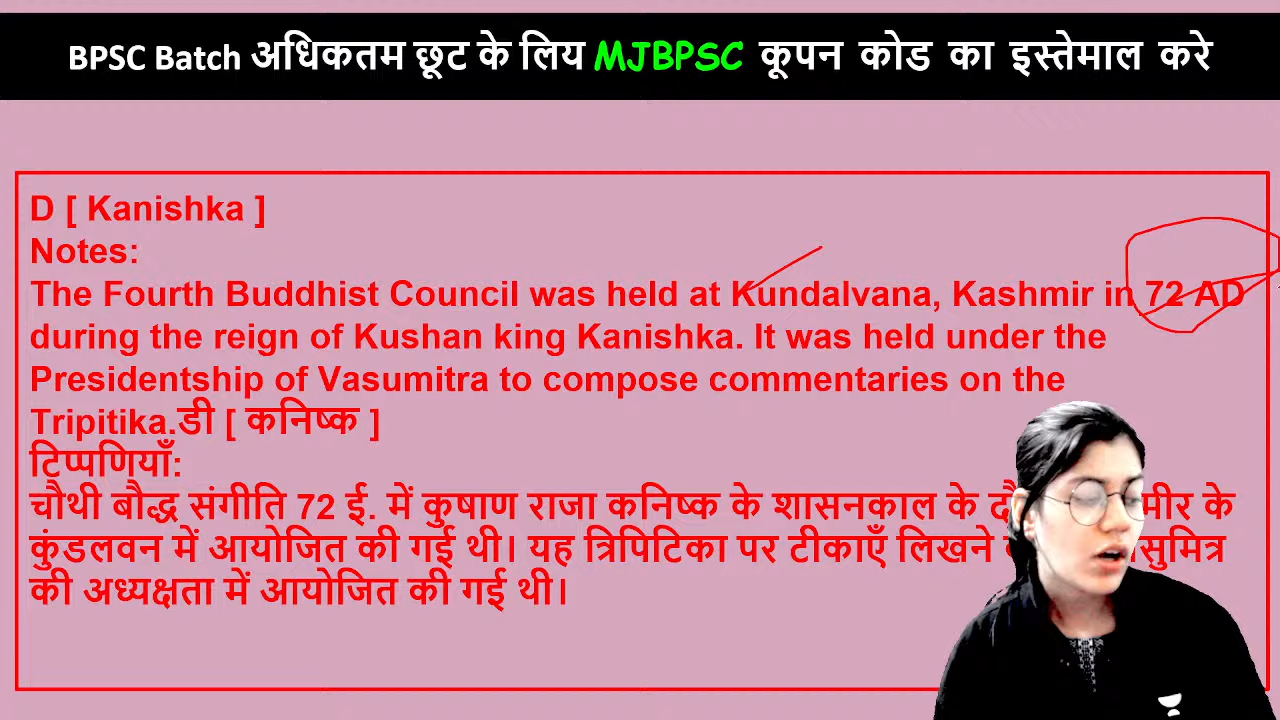 BPSC Batch अधिकतम छूट के लिय MJBPSC कूपन कोड का इस्तेमाल करे
D [ Kanishka ]
Notes:
The Fourth Buddhist Council was held at Kundalvana, Kashmir in 72 AD
during the reign of Kushan king Kanishka. It was held under the
Presidentship of Vasumitra to compose commentaries on the
Tripitika.डी [ कनिष्क ]
टिप्पणियाँ:
चौथी बौद्ध संगीति 72 ई. में कुषाण राजा कनिष्क के शासनकाल के के
कुंडलवन में आयोजित की गई थी। यह त्रिपिटिका पर टीकाएँ लिखने
की अध्यक्षता में आयोजित की गई थी।